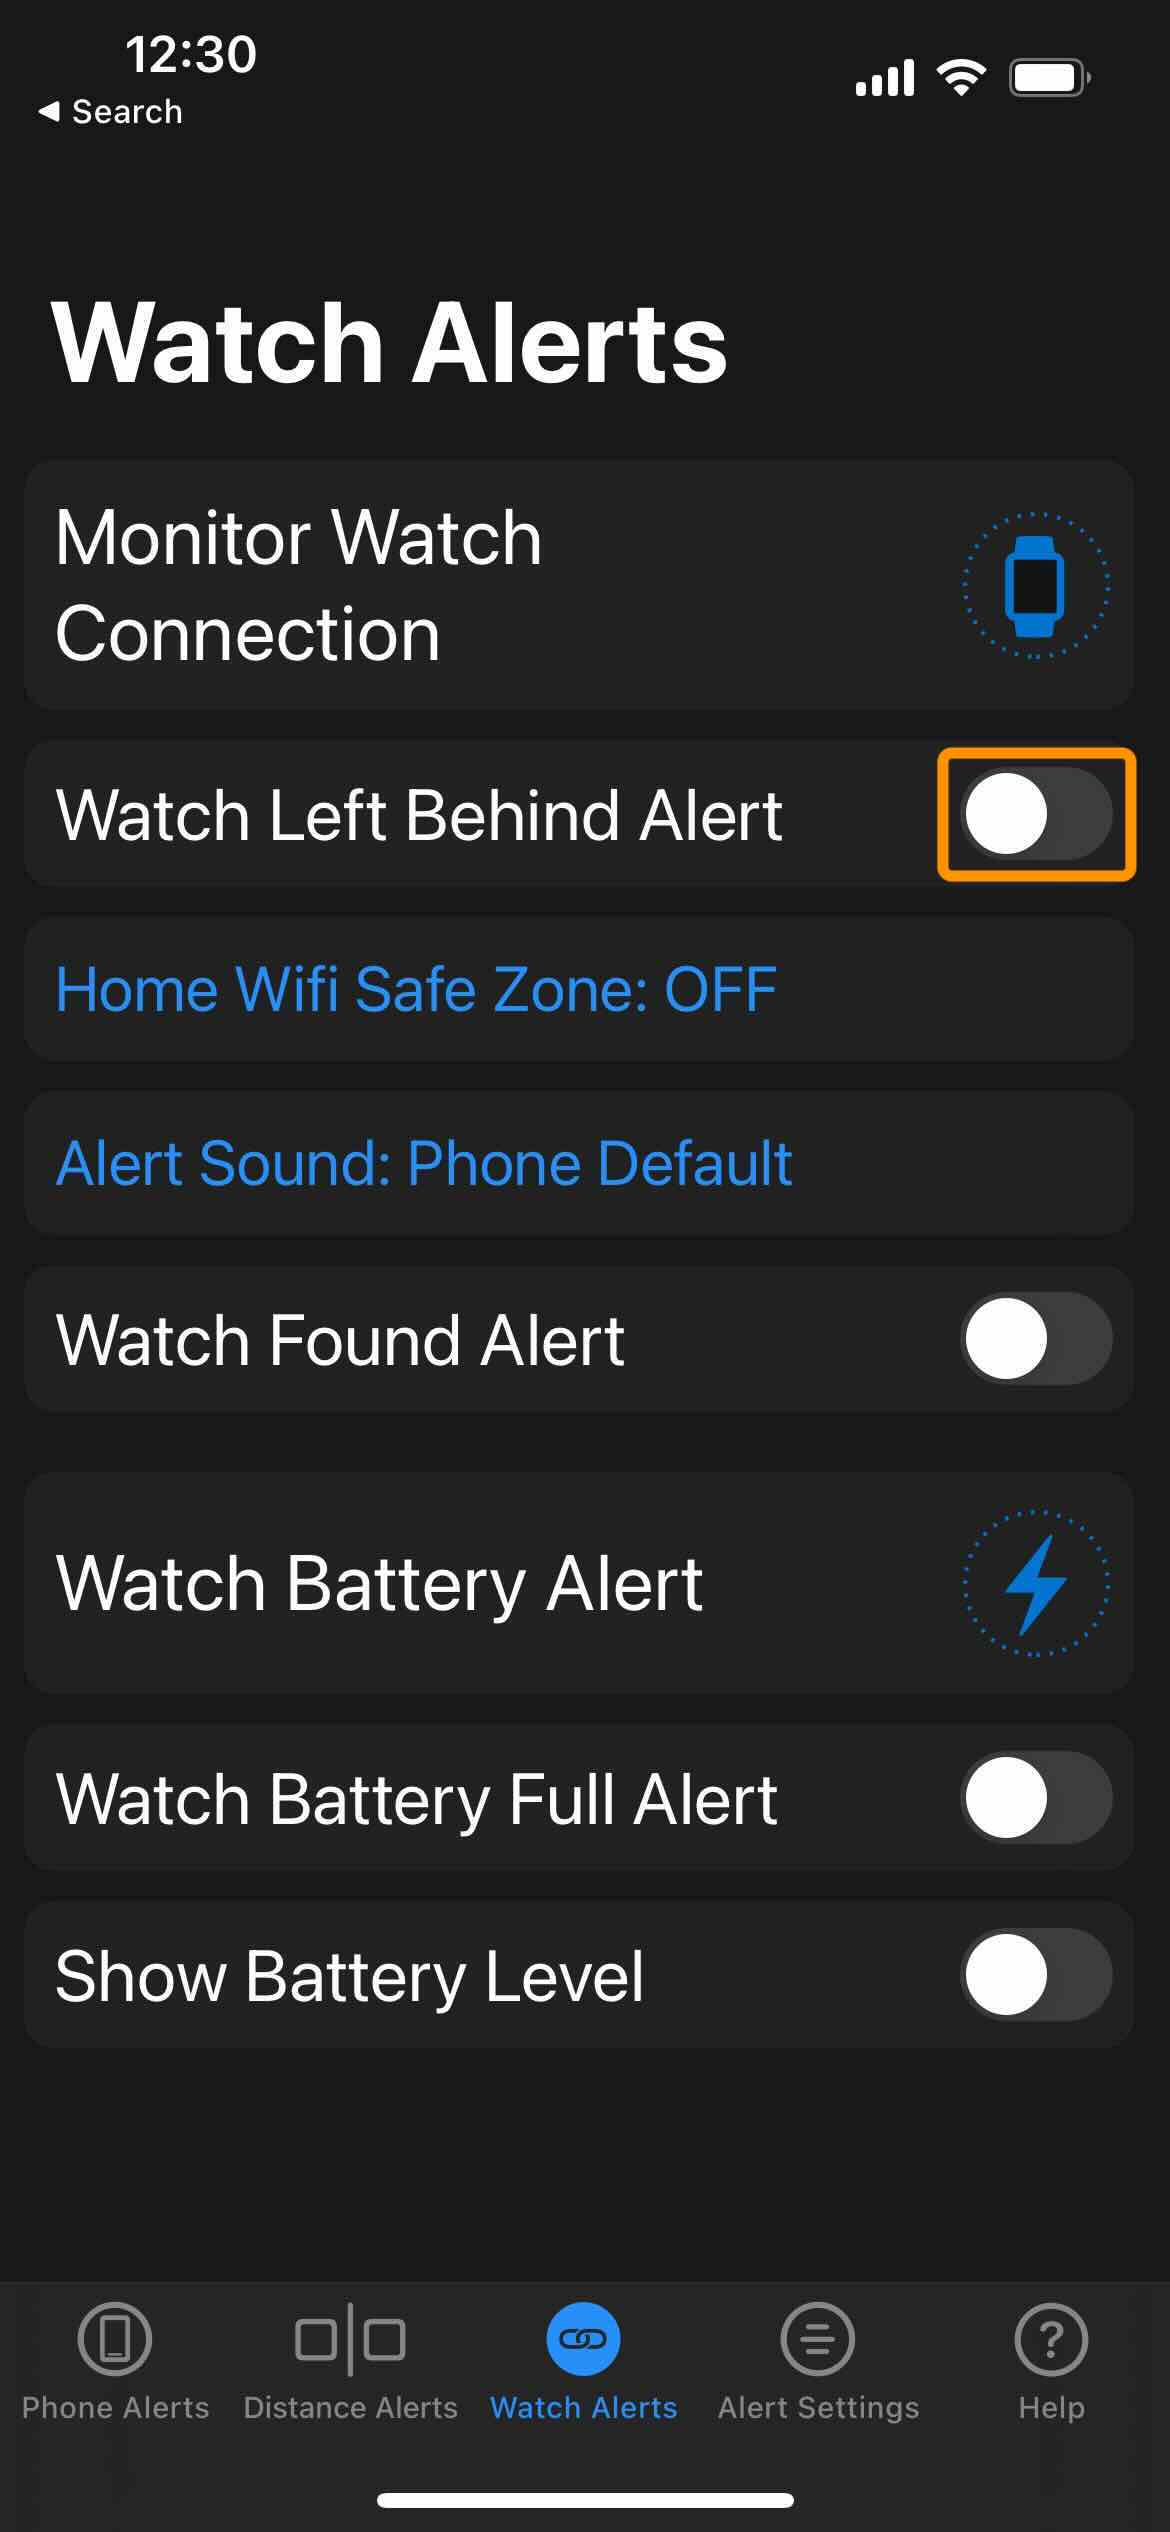 12:30
Search
Watch Alerts
Monitor Watch
Connection
Watch Left Behind Alert
Home Wifi Safe Zone: OFF
Alert Sound: Phone Default
Watch Found Alert
Watch Battery Alert
Watch Battery Full Alert
Show Battery Level
Phone Alerts
Distance Alerts
Watch Alerts
Alert Settings
Help